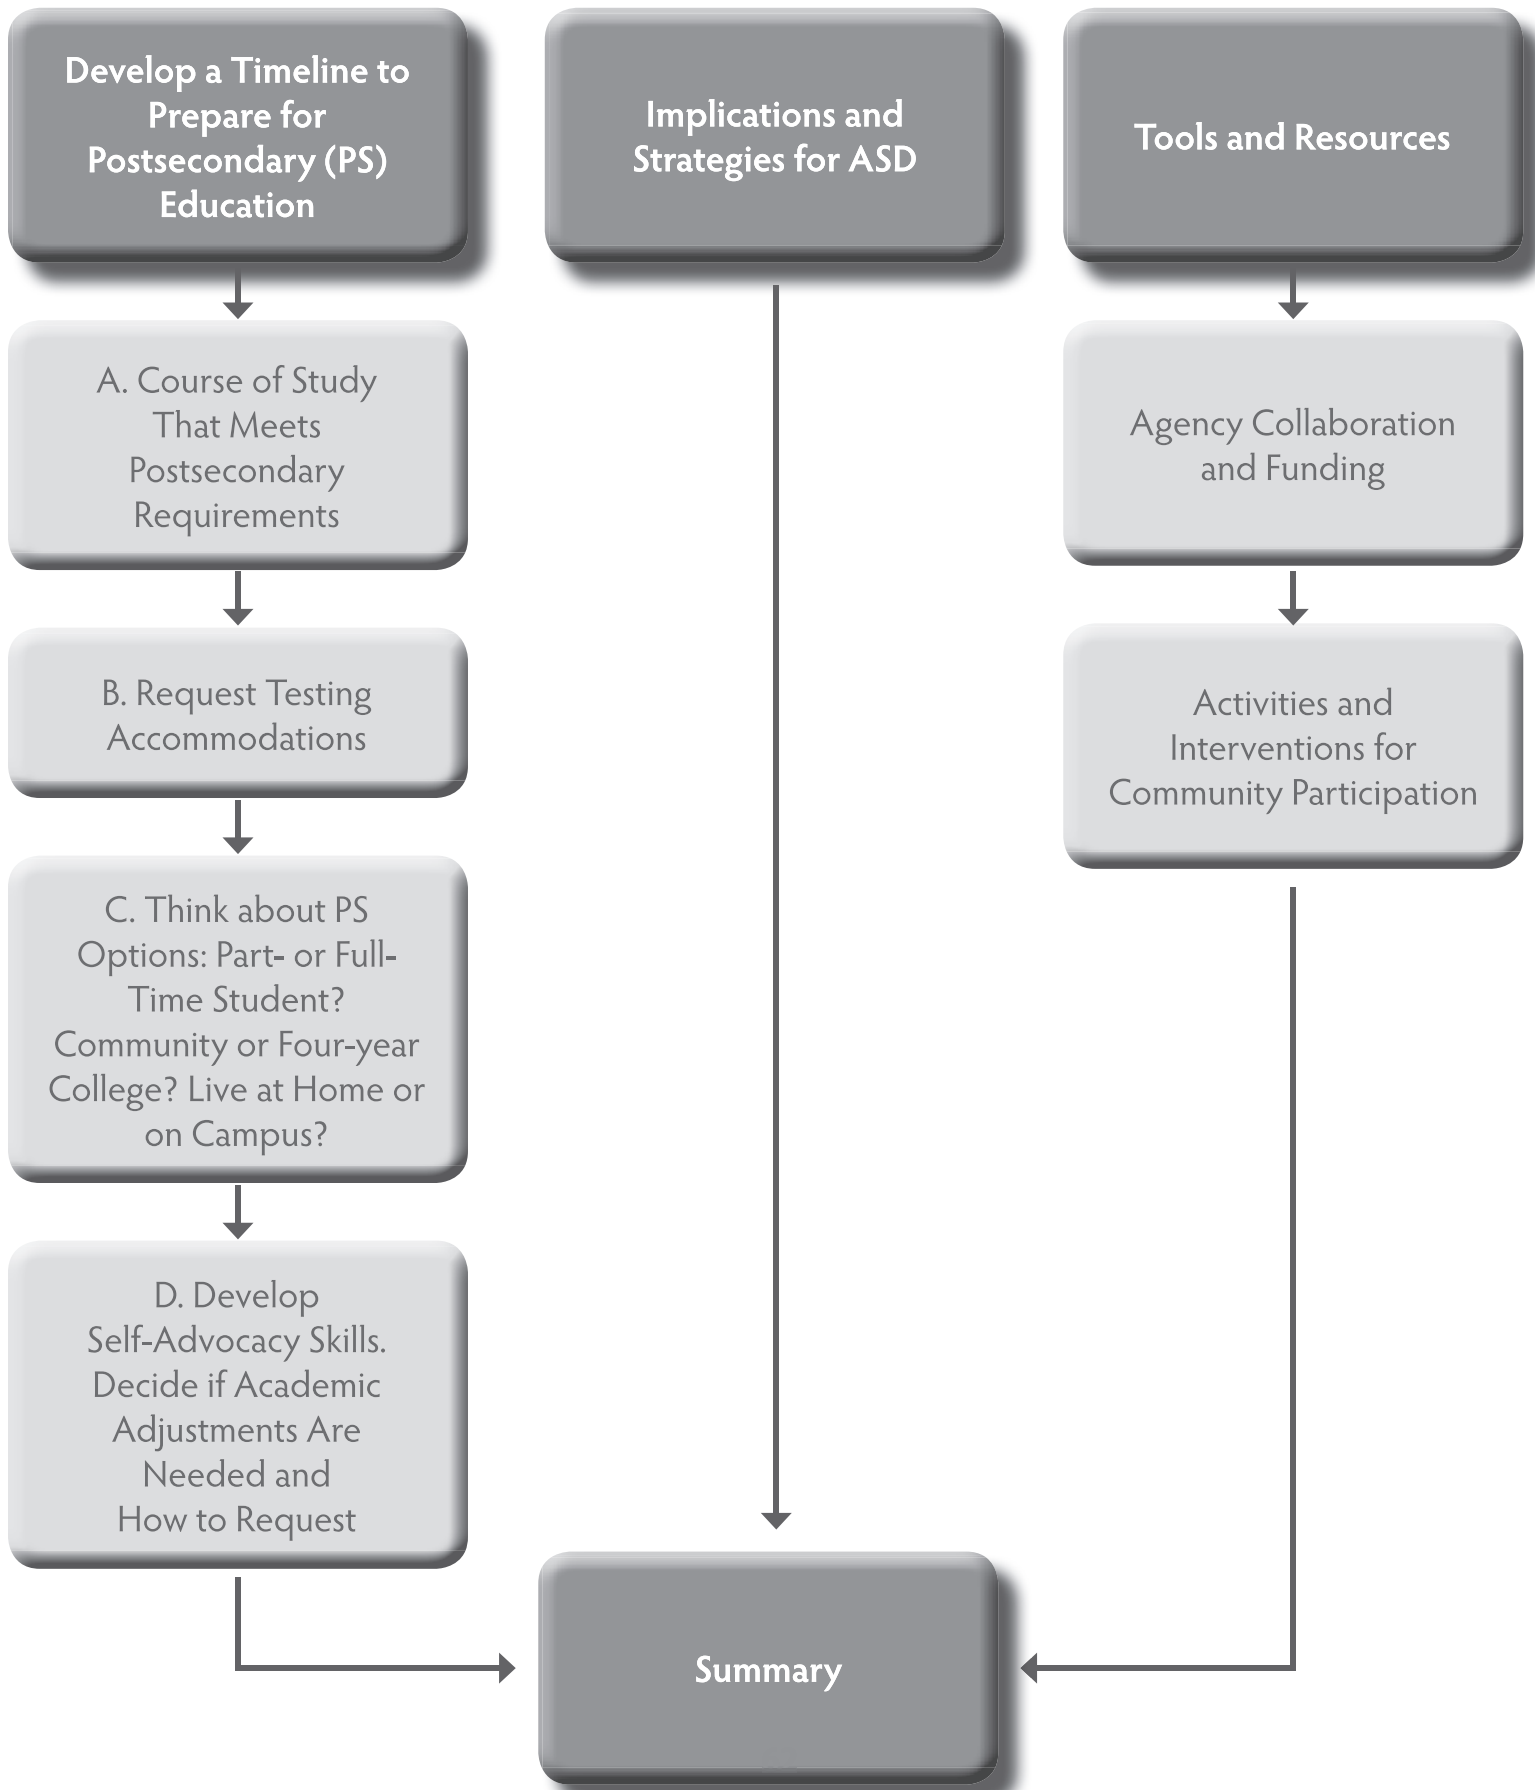 Develop a Timeline to
Prepare for
Postsecondary (PS)
Education
Implications and
Strategies for ASD
Tools and Resources
A. Course of Study
That Meets
Postsecondary
Requirements
Agency Collaboration
and Funding
B. Request Testing
Accommodations
Activities and
Interventions for
Community Participation
C. Think about PS
Options: Part- or Full-
Time Student?
Community or Four-year
College? Live at Home or
on Campus?
D. Develop
Self-Advocacy Skills.
Decide if Academic
Adjustments Are
Needed and
How to Request
Summary